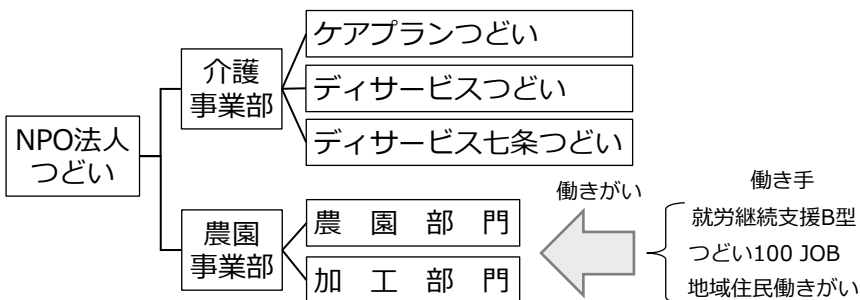 NPO法人
つどい
介護
事業部
ケアプランつどい
ディサービスつどい
ディサービス七条つどい
農園
事業部
農園部門
加工部門
働きがい
働き手
就労継続支援B型
つどい100 JOB
地域住民働きがい